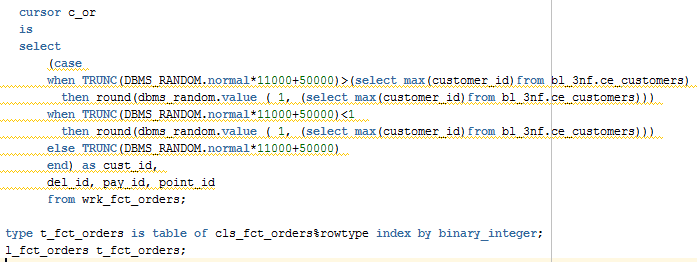 cursor c_or
is
select
(case
when TRUNC(DBMS_RANDOM.normal*11000+50000)>(select max(customer_id)from bl_3nf.ce_customers)
then round(dbms_random.value ( 1, (select max(customer_id)from bl_3nf.ce_customers)))
when TRUNC(DBMS_RANDOM.normal*11000+50000)<1
then round(dbms_random.value ( 1, (select max(customer_id)from bl_3nf.ce_customers)))
else TRUNC(DBMS_RANDOM.normal*11000+50000)
end) as cust_id,
del_id, pay_id, point_id
from wrk_fct_orders;
type t_fct_orders is table of cls_fct_orders%rowtype index by binary_integer;
l_fct_orders t_fct_orders;